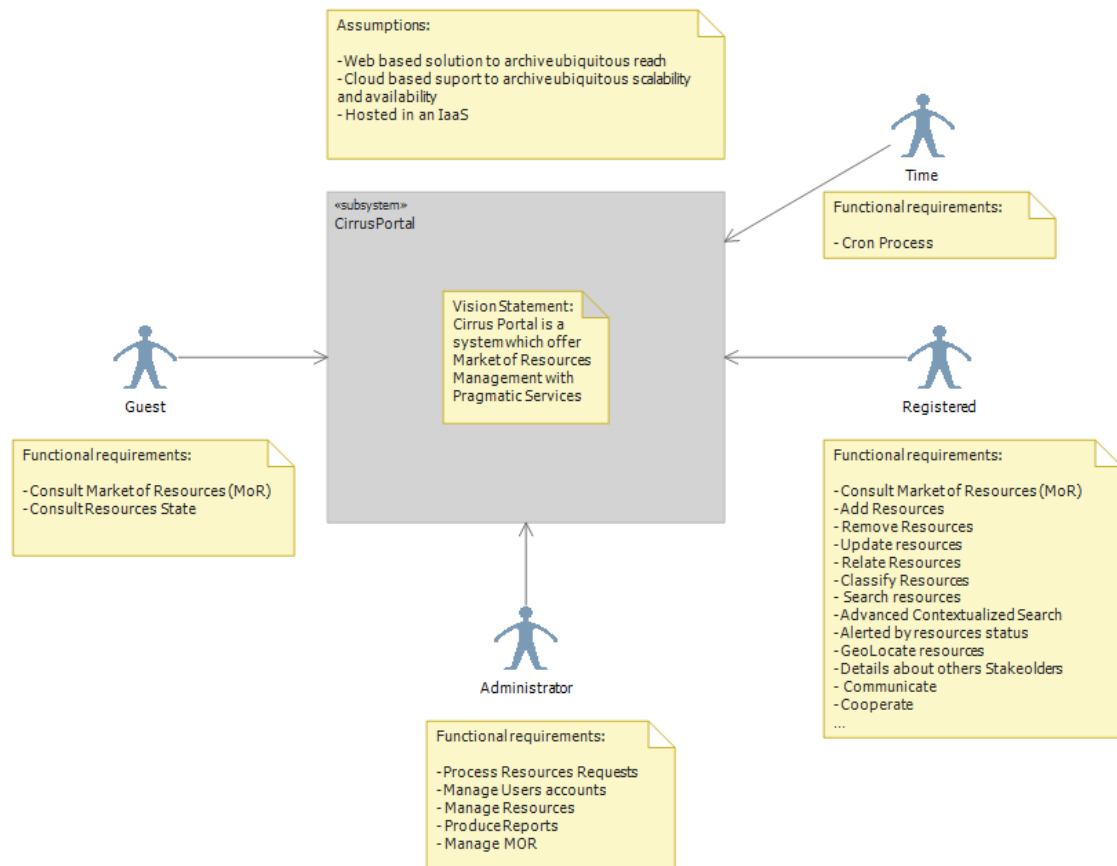 Assumptions:
-Web based solution to archive ubiquitous reach
-Cloud based suport to archive ubiquitous scalability
and availability
- Hosted in an IaaS
Time
Functional requirements:
- Cron Process
«subsystem»
CirrusPortal
Vision Statement:
Cirrus Portal is a
system which offer
Market of Resources
Management with
Pragmatic Services
Guest
Functional requirements:
-Consult Market of Resources (MoR)
-Consult Resources State
Registered
Functional requirements:
-Consult Market of Resources (MoR)
-Add Resources
- Remove Resources
-Update resources
- Relate Resources
-Classify Resources
- Search resources
-Advanced Contextualized Search
-Alerted by resources status
-GeoLocate resources
-Details about others Stakeolders
- Communicate
-Cooperate
...
Administrator
Functional requirements:
-Process Resources Requests
-Manage Users accounts
- Manage Resources
-Produce Reports
- Manage MOR